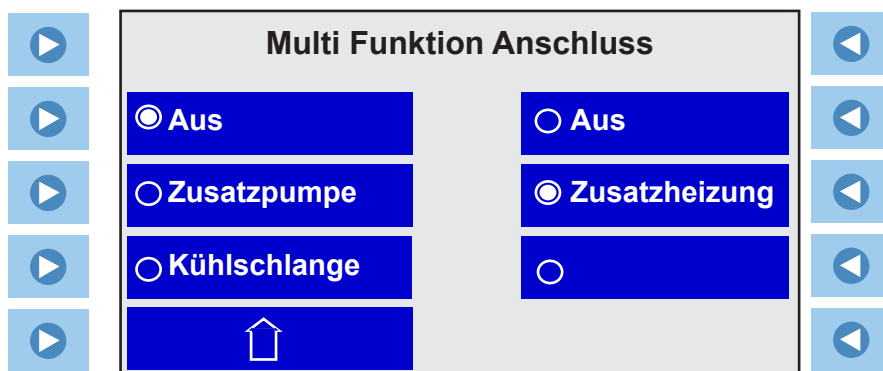 Multi Funktion Anschluss
Aus
Aus
Zusatzpumpe
Zusatzheizung
Kühlschlange